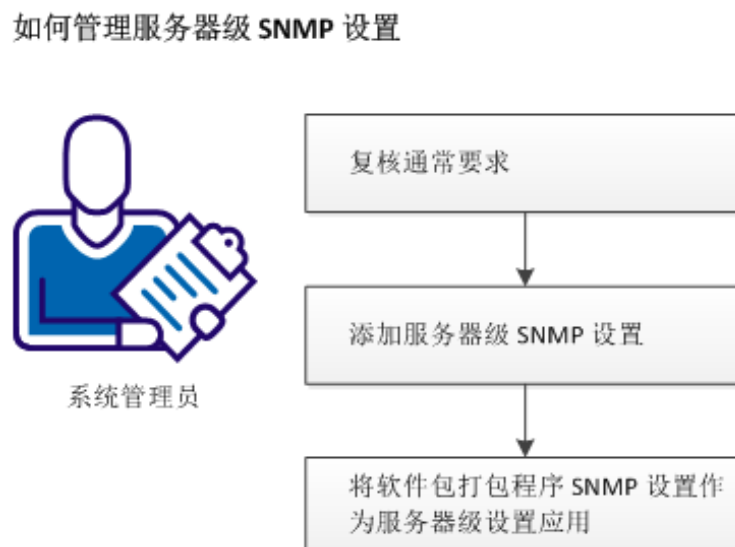 如何管理服务器级 SNMP 设置
复核通常要求
添加服务器级 SNMP 设置
系统管理员
将软件包打包程序 SNMP 设置作
为服务器级设置应用